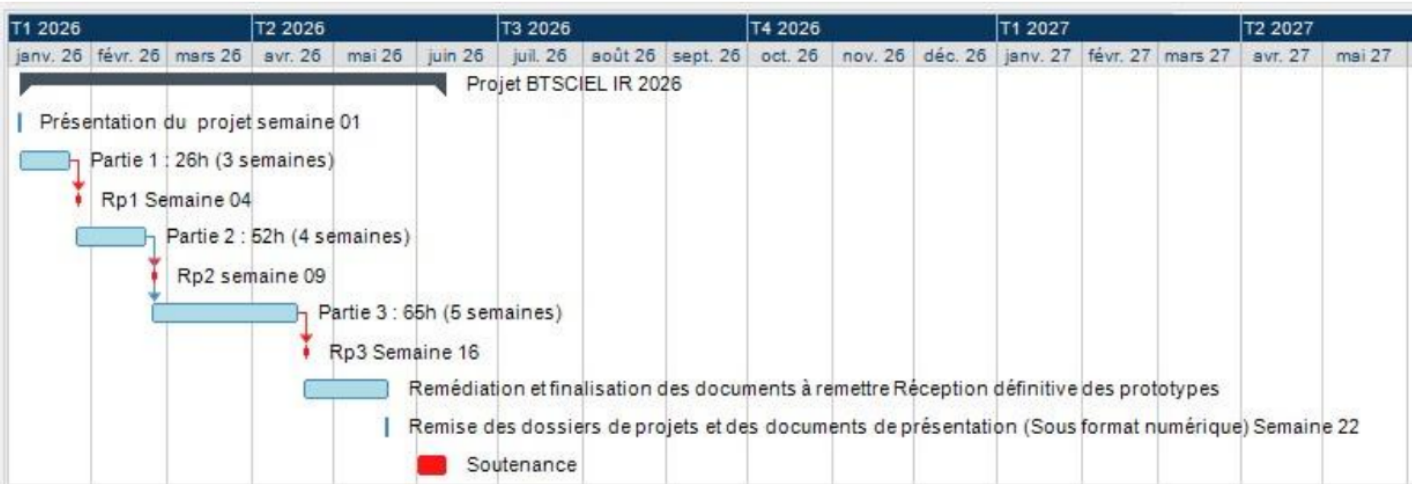 T1 2026 T2 2026 T3 2026 T4 2026 T1 2027 T2 2027
janv. 26 févr. 26 mars 26 avr. 26 mai 26 juin 26 juil. 26 août 26 sept. 26 oct. 26 nov. 26 déc. 26 janv. 27 févr. 27 mars 27 avr. 27 mai 27
Projet BTSCIEL IR 2026
Présentation du projet semaine 01
Partie 1 : 26h (3 semaines)
Rp1 Semaine 04
Partie 2 : 52h (4 semaines)
Rp2 semaine 09
Partie 3 : 65h (5 semaines)
Rp3 Semaine 16
Remédiation et finalisation des documents à remettre Réception définitive des prototypes
Remise des dossiers de projets et des documents de présentation (Sous format numérique) Semaine 22
Soutenance